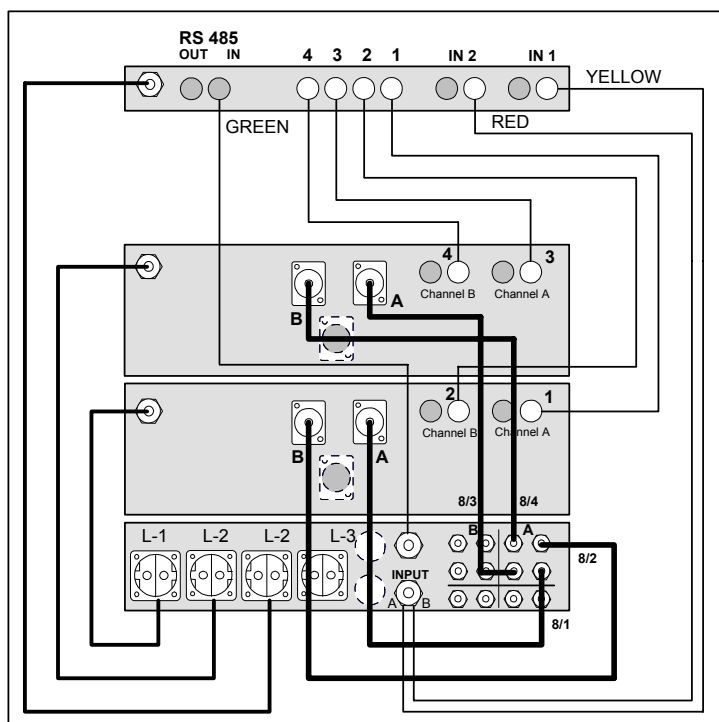 RS 485
OUT IN 4 3 2 1 IN 2 IN 1
YELLOW
GREEN RED
4 3
Channel B Channel A
B A
2 1
Channel B Channel A
B A
8/3 8/4
L-1 L-2 L-2 L-3 B A
8/2
INPUT
A B
8/1